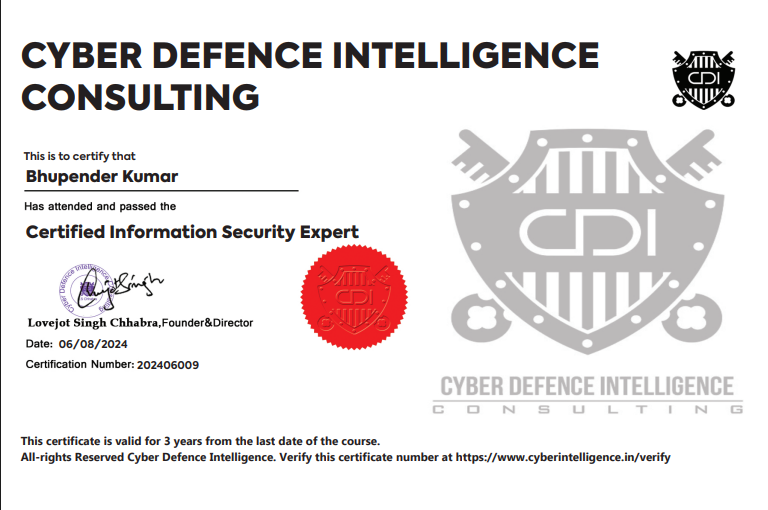 CYBER DEFENCE INTELLIGENCE
CONSULTING
CDI
This is to certify that
Bhupender Kumar
Has attended and passed the
Certified Information Security Expert
CDI
CDI
Cyber Defence Intelligence
Lovejot Singh Chhabra,Founder&Director
Date: 06/08/2024
Certification Number: 202406009
CYBER DEFENCE INTELLIGENCE
CONSULTING
This certificate is valid for 3 years from the last date of the course.
All-rights Reserved Cyber Defence Intelligence. Verify this certificate number at https://www.cyberintelligence.in/verify